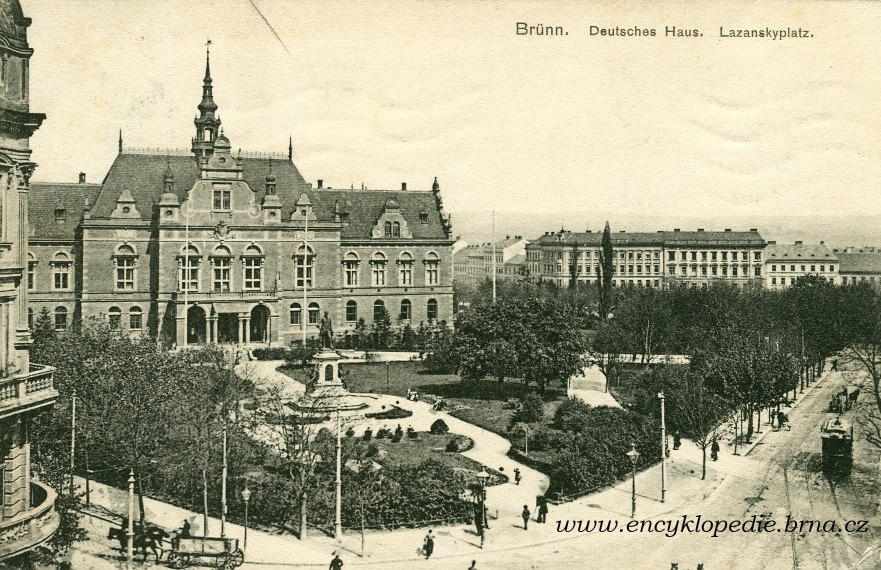 Brünn. Deutsches Haus. Lazanskyplatz.
www.encyklopedie.brna.cz